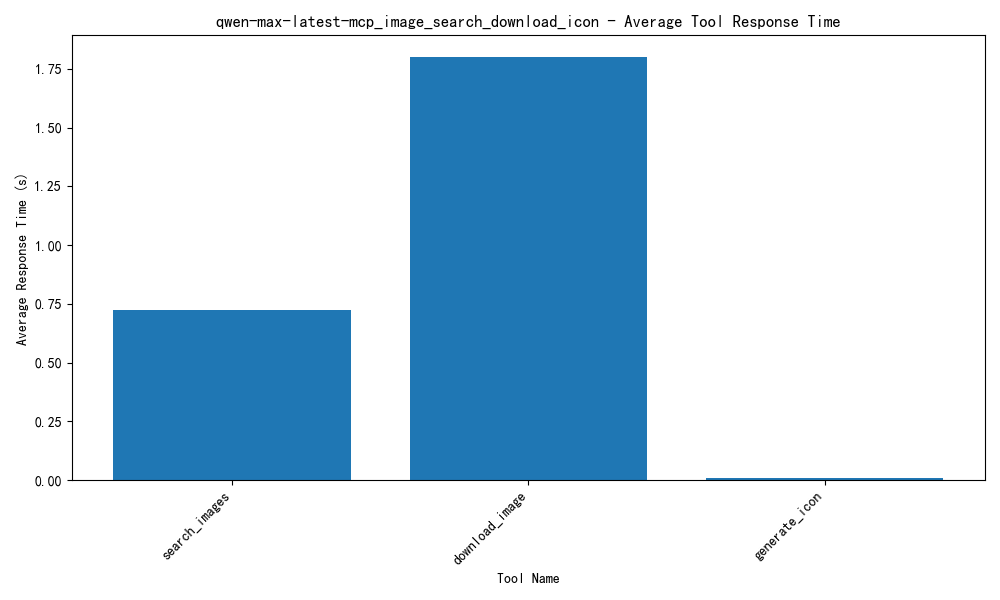 qwen-max-latest-mcp_image_search_download_icon - Average Tool Response Time
Average Response Time (s)
1.75
1.50
1.25
1.00
0.75
0.50
0.25
0.00
search_images
download_image
generate_icon
Tool Name